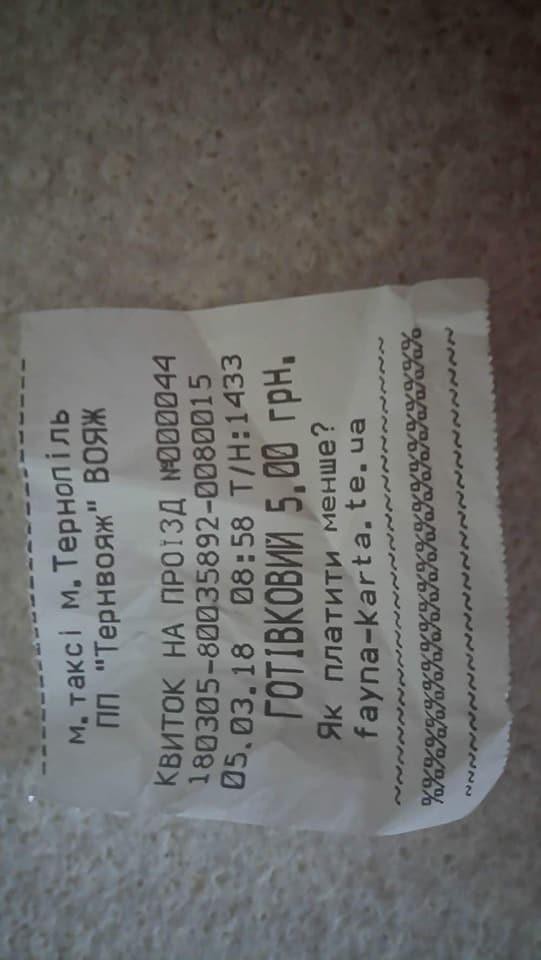 м.таксі м.Тернопіль
ПП "Тернвояж" ВОЯЖ
КВИТОК НА ПРОЇЗД №000044
180305-80035892-0080015
05.03.18 08:58 Т/Н:1433
ГОТІВКОВИЙ 5.00 грн.
Як платити менше?
fayna-karta.te.ua
~~~~~~~~~~~~~~~~~~~~~~~~~~~~~~~~
%%%%%%%%%%%%%%%%%%%%%%%%%%%%%%%%
~~~~~~~~~~~~~~~~~~~~~~~~~~~~~~~~